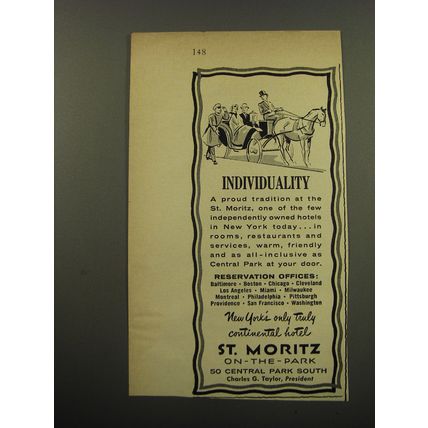 148
INDIVIDUALITY
A proud tradition at the
St. Moritz, one of the few
independently owned hotels
in New York today...in
rooms, restaurants and
services, warm, friendly
and as all-inclusive as
Central Park at your door.
RESERVATION OFFICES:
Baltimore • Boston • Chicago • Cleveland
Los Angeles • Miami • Milwaukee
Montreal • Philadelphia • Pittsburgh
Providence • San Francisco • Washington
New York's only truly
continental hotel
ST. MORITZ
ON-THE-PARK
50 CENTRAL PARK SOUTH
Charles G. Taylor, President